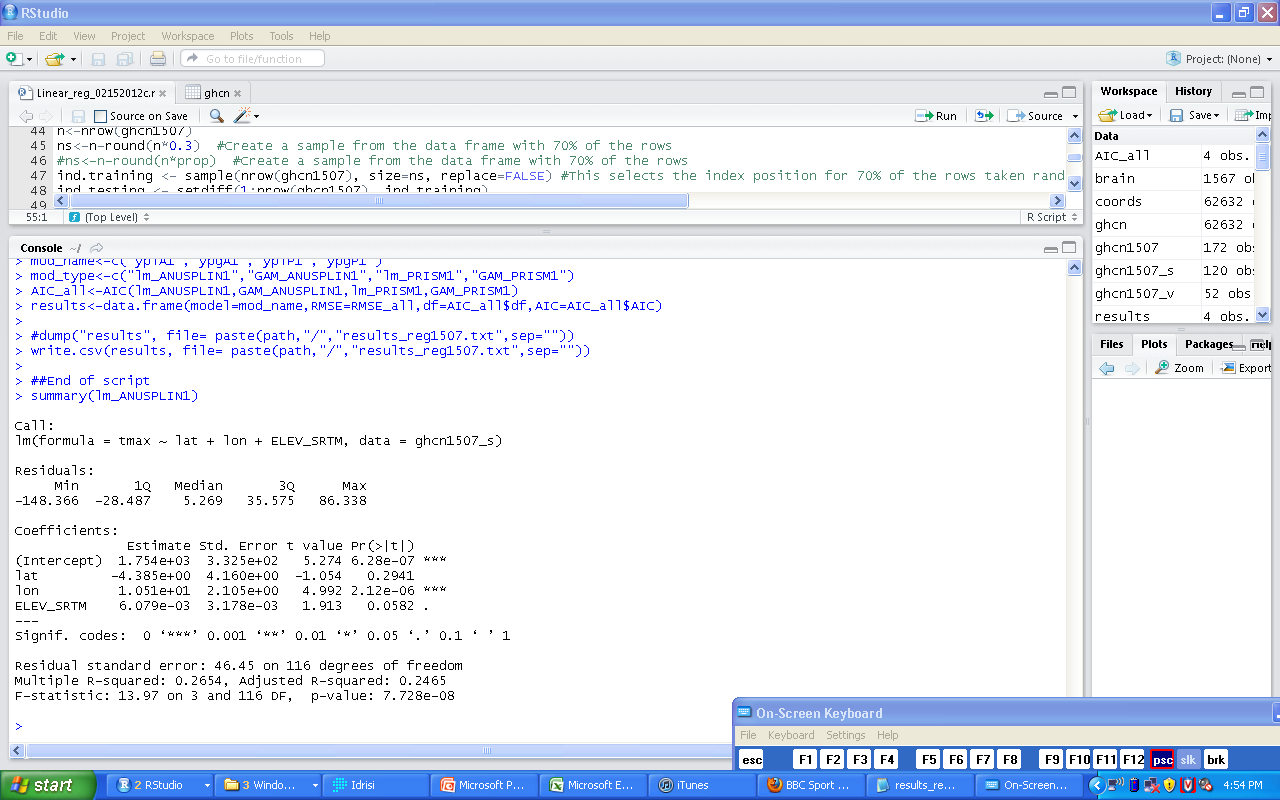 RStudio
File Edit View Project Workspace Plots Tools Help
Go to file/function Project: (None)
Linear_reg_02152012c.r ghcn
Source on Save Run Source
44 n<-nrow(ghcn1507)
45 ns<-n-round(n*0.3) #Create a sample from the data frame with 70% of the rows
46 #ns<-n-round(n*prop) #Create a sample from the data frame with 70% of the rows
47 ind.training <- sample(nrow(ghcn1507), size=ns, replace=FALSE) #This selects the index position for 70% of the rows taken rand
48 ind.testing <- setdiff(1:nrow(ghcn1507), ind.training)
49
55:1 (Top Level) R Script
Console ~/
> mod_name<-c('yplA1','ypgA1','yplP1','ypgP1')
> mod_type<-c("lm_ANUSPLIN1","GAM_ANUSPLIN1","lm_PRISM1","GAM_PRISM1")
> AIC_all<-AIC(lm_ANUSPLIN1,GAM_ANUSPLIN1,lm_PRISM1,GAM_PRISM1)
> results<-data.frame(model=mod_name,RMSE=RMSE_all,df=AIC_all$df,AIC=AIC_all$AIC)
>
> #dump("results", file= paste(path,"/","results_reg1507.txt",sep=""))
> write.csv(results, file= paste(path,"/","results_reg1507.txt",sep=""))
>
> ##End of script
> summary(lm_ANUSPLIN1)
Call:
lm(formula = tmax ~ lat + lon + ELEV_SRTM, data = ghcn1507_s)
Residuals:
Min 1Q Median 3Q Max
-148.366 -28.487 5.269 35.575 86.338
Coefficients:
Estimate Std. Error t value Pr(>|t|)
(Intercept) 1.754e+03 3.325e+02 5.274 6.28e-07 ***
lat -4.385e+00 4.160e+00 -1.054 0.2941
lon 1.051e+01 2.105e+00 4.992 2.12e-06 ***
ELEV_SRTM 6.079e-03 3.178e-03 1.913 0.0582 .
---
Signif. codes: 0 ‘***’ 0.001 ‘**’ 0.01 ‘*’ 0.05 ‘.’ 0.1 ‘ ’ 1
Residual standard error: 46.45 on 116 degrees of freedom
Multiple R-squared: 0.2654, Adjusted R-squared: 0.2465
F-statistic: 13.97 on 3 and 116 DF, p-value: 7.728e-08
>
Workspace History
Load Save Imp
Data
AIC_all 4 obs.
brain 1567 ob
coords 62632
ghcn 62632
ghcn1507 172 obs
ghcn1507_s 120 obs
ghcn1507_v 52 obs
results 4 obs.
Files Plots Packages Help
Zoom Export
On-Screen Keyboard
File Keyboard Settings Help
esc F1 F2 F3 F4 F5 F6 F7 F8 F9 F10 F11 F12 psc slk brk
start 2 RStudio 3 Windo... Idrisi Microsoft P... Microsoft E... iTunes BBC Sport ... results_re... On-Screen... 4:54 PM